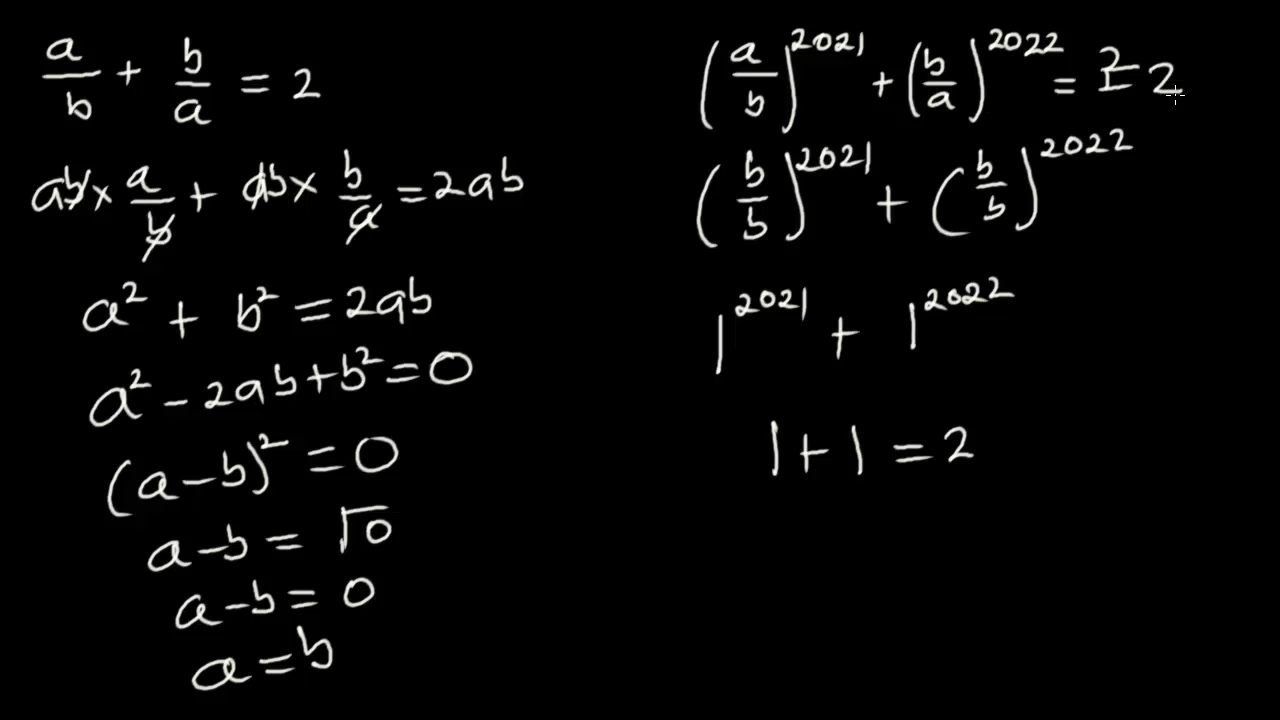 a/b + b/a = 2
ab × a/b + ab × b/a = 2ab
a² + b² = 2ab
a² - 2ab + b² = 0
(a - b)² = 0
a - b = √0
a - b = 0
a = b
(a/b)^2021 + (b/a)^2022 = 2
(b/b)^2021 + (b/b)^2022
1^2021 + 1^2022
1 + 1 = 2